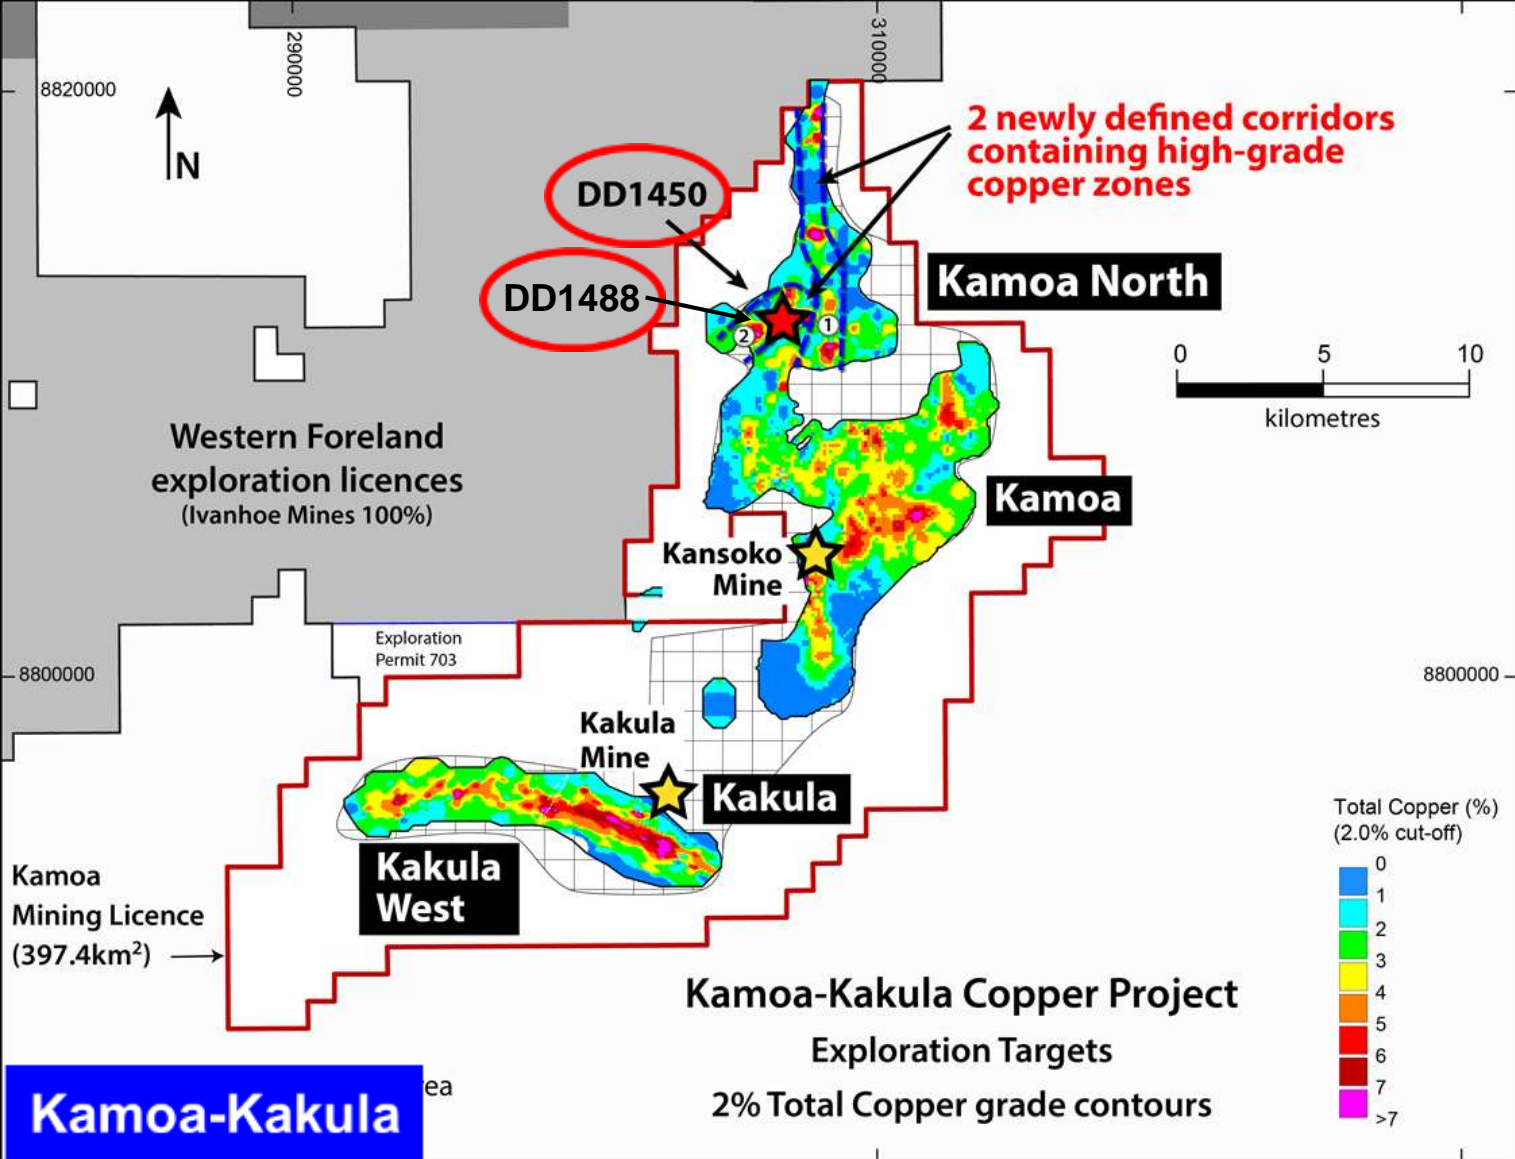 290000
310000
8820000
N
2 newly defined corridors
containing high-grade
copper zones
DD1450
DD1488
Kamoa North
1
2
0
5
10
kilometres
Western Foreland
exploration licences
(Ivanhoe Mines 100%)
Kamoa
Kansoko
Mine
Exploration
Permit 703
8800000
8800000
Kakula
Mine
Kakula
Kakula
West
Kamoa
Mining Licence
(397.4km²)
Total Copper (%)
(2.0% cut-off)
0
1
2
3
4
5
6
7
>7
Kamoa-Kakula Copper Project
Exploration Targets
2% Total Copper grade contours
Kamoa-Kakula